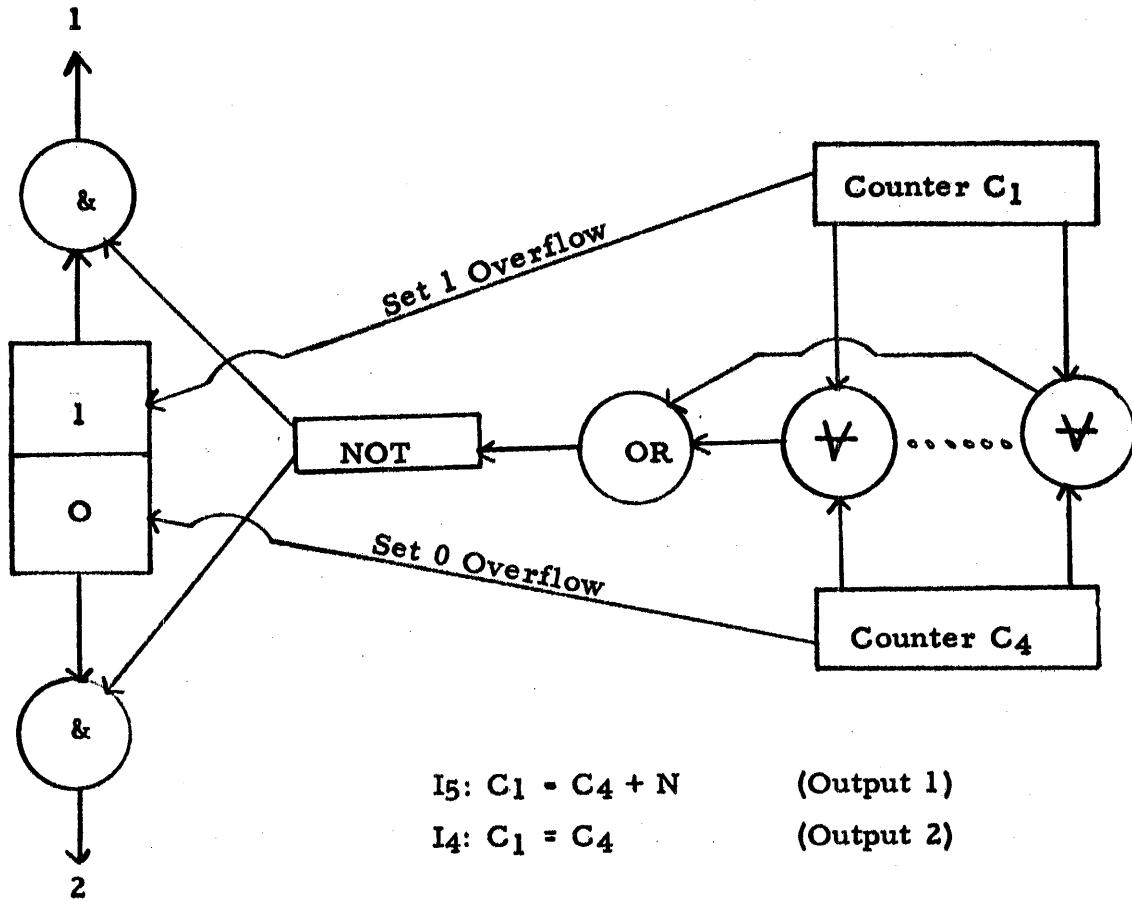 1
&
Counter C1
Set 1 Overflow
1
NOT
OR
∀
∀
0
Set 0 Overflow
Counter C4
&
I5: C1 = C4 + N (Output 1)
I4: C1 = C4 (Output 2)
2